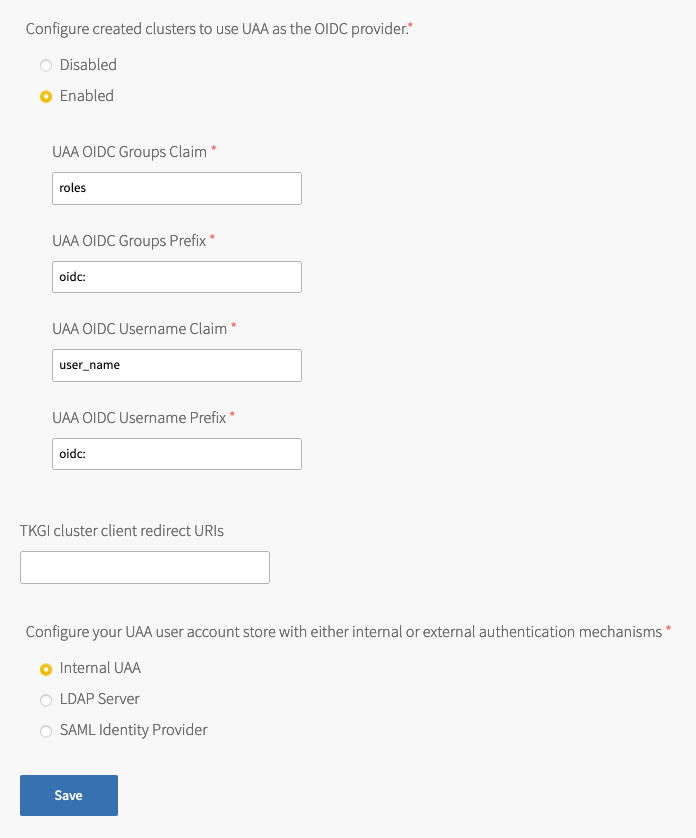 Configure created clusters to use UAA as the OIDC provider.*
Disabled
Enabled
UAA OIDC Groups Claim *
roles
UAA OIDC Groups Prefix *
oidc:
UAA OIDC Username Claim *
user_name
UAA OIDC Username Prefix *
oidc:
TKGI cluster client redirect URIs
Configure your UAA user account store with either internal or external authentication mechanisms *
Internal UAA
LDAP Server
SAML Identity Provider
Save